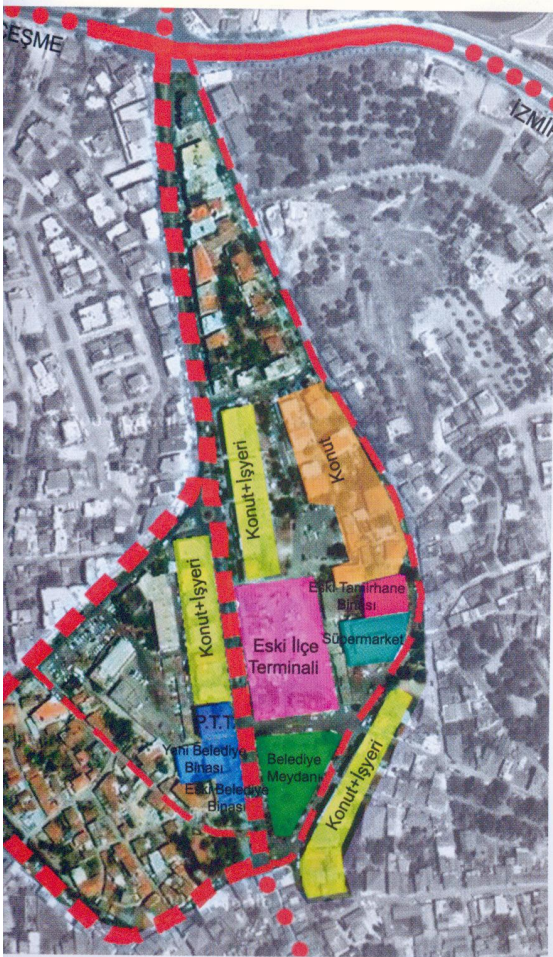 ÇEŞME
İZMİR
Konut
Konut+İşyeri
Konut+İşyeri
Eski Tamirhane
Binası
Süpermarket
Eski İlçe
Terminali
P.T.T.
Yeni Belediye
Binası
Eski Belediye
Binası
Belediye
Meydanı
Konut+İşyeri